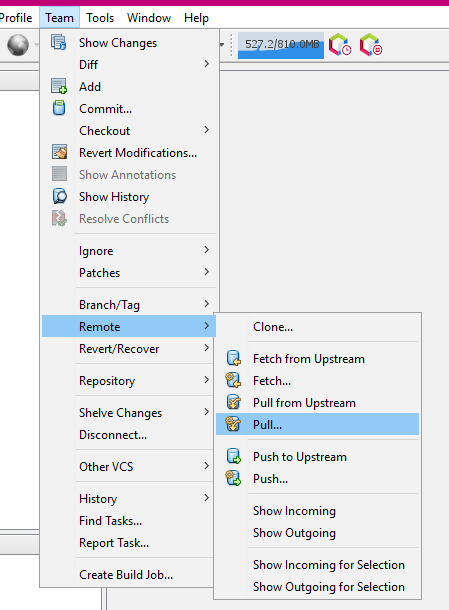 Profile Team Tools Window Help
527.2/810.0MB
Show Changes
Diff
Add
Commit...
Checkout
Revert Modifications...
Show Annotations
Show History
Resolve Conflicts
Ignore
Patches
Branch/Tag
Remote
Revert/Recover
Repository
Shelve Changes
Disconnect...
Other VCS
History
Find Tasks...
Report Task...
Create Build Job...
Clone...
Fetch from Upstream
Fetch...
Pull from Upstream
Pull...
Push to Upstream
Push...
Show Incoming
Show Outgoing
Show Incoming for Selection
Show Outgoing for Selection